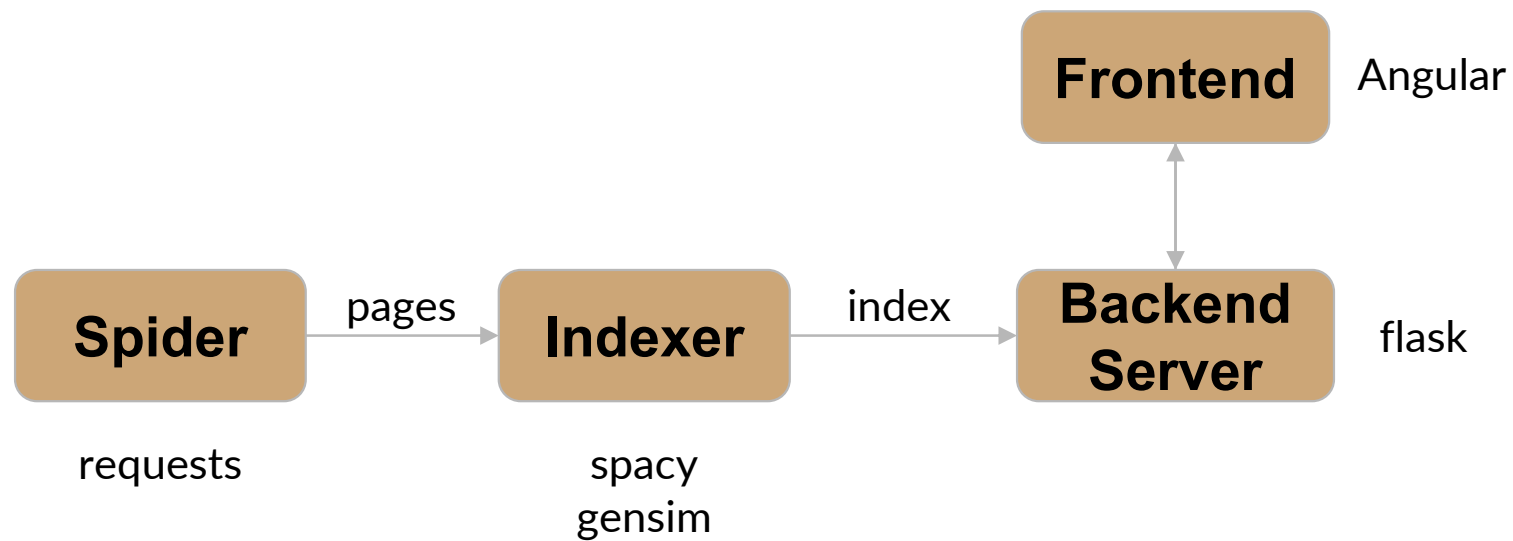 Frontend
Angular
Spider
pages
Indexer
index
Backend
Server
flask
requests
spacy
gensim